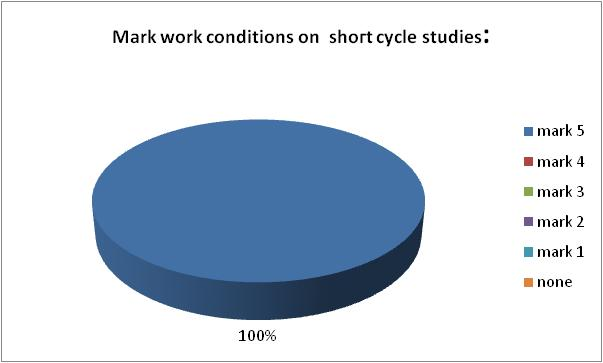 Mark work conditions on short cycle studies:
mark 5
mark 4
mark 3
mark 2
mark 1
none
100%